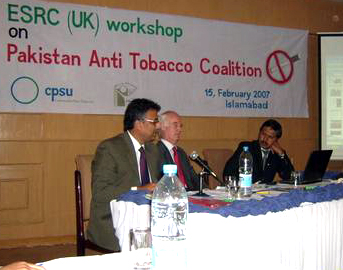 ESRC (UK) workshop
on
Pakistan Anti Tobacco Coalition
cpsu
15, February 2007
Islamabad